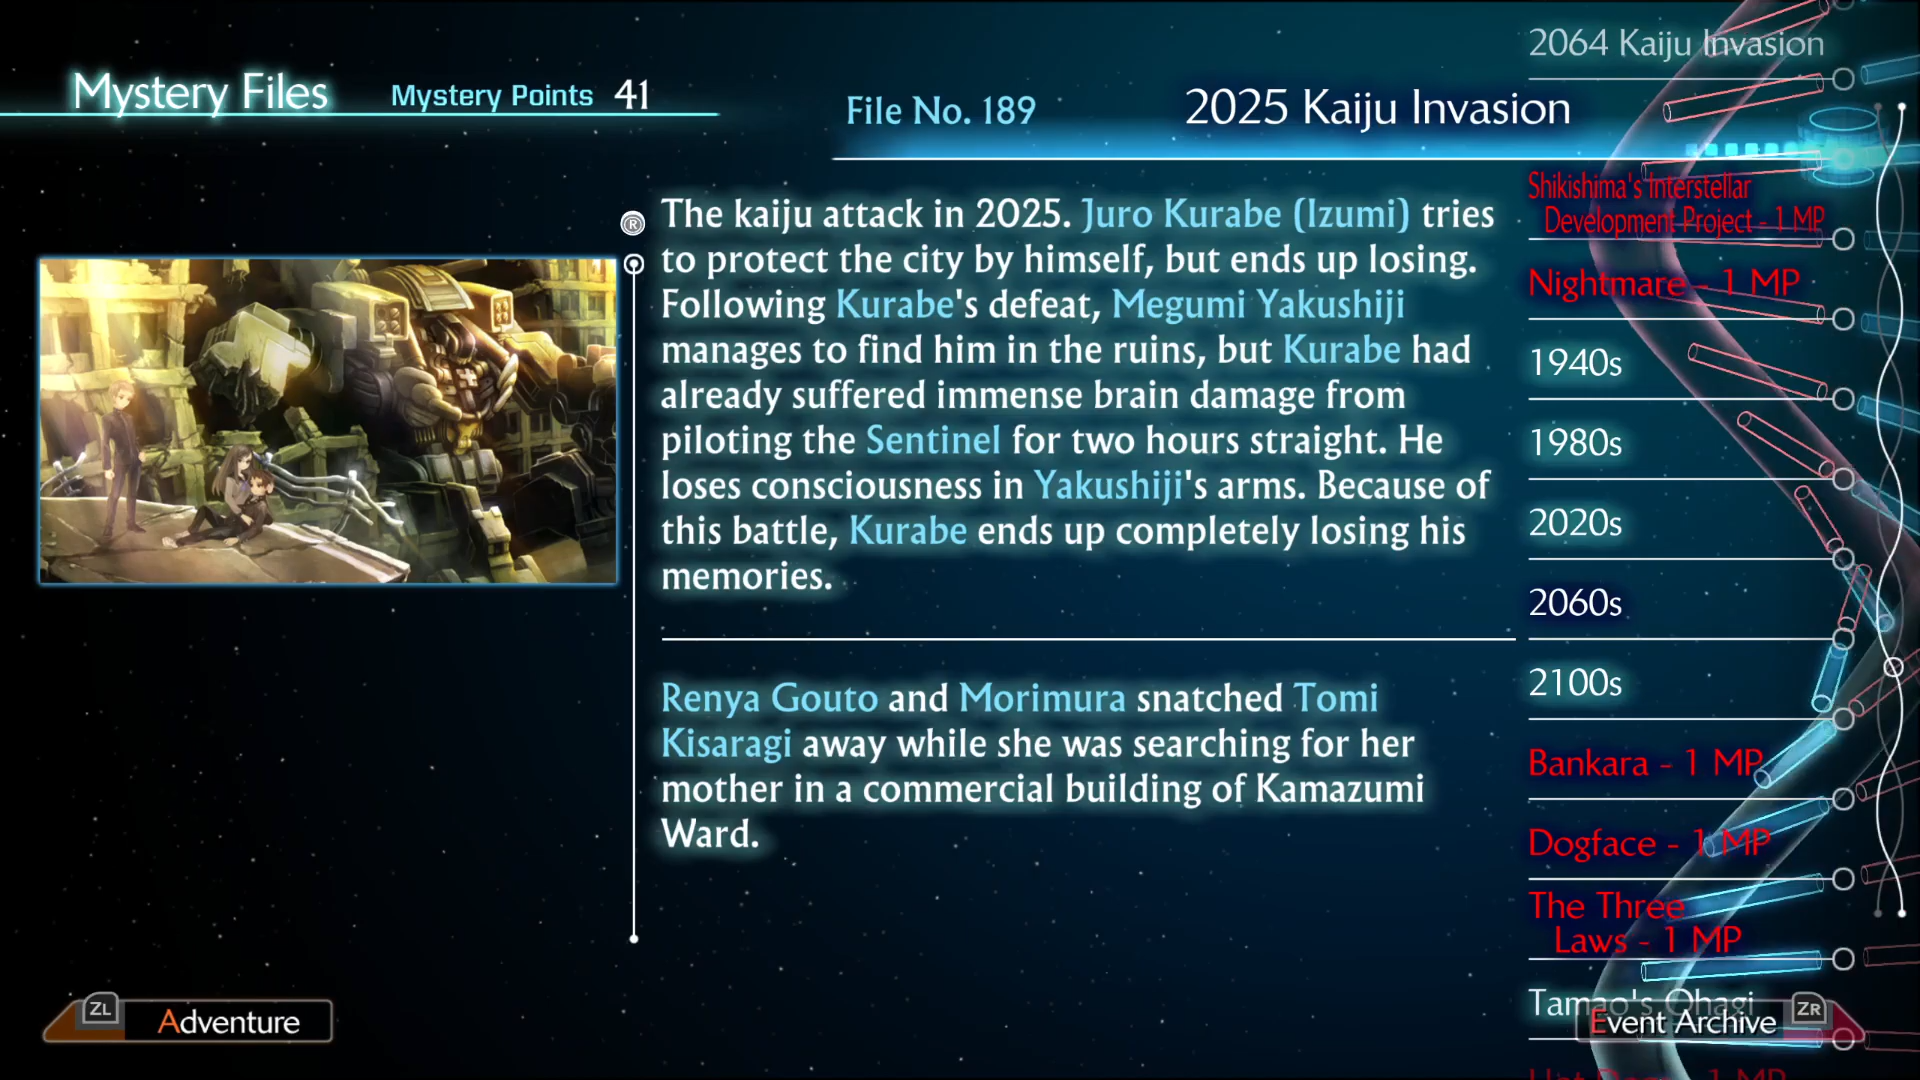 2064 Kaiju Invasion
Mystery Files
Mystery Points 41
File No. 189
2025 Kaiju Invasion
® The kaiju attack in 2025. Juro Kurabe (Izumi) tries
to protect the city by himself, but ends up losing.
Following Kurabe's defeat, Megumi Yakushiji
manages to find him in the ruins, but Kurabe had
already suffered immense brain damage from
piloting the Sentinel for two hours straight. He
loses consciousness in Yakushiji's arms. Because of
this battle, Kurabe ends up completely losing his
memories.
Renya Gouto and Morimura snatched Tomi
Kisaragi away while she was searching for her
mother in a commercial building of Kamazumi
Ward.
Shikishima's Interstellar
Development Project - 1 MP
Nightmare - 1 MP
1940s
1980s
2020s
2060s
2100s
Bankara - 1 MP
Dogface - 1 MP
The Three
Laws - 1 MP
Tamao's Ohagi
ZL
Adventure
Event Archive
ZR